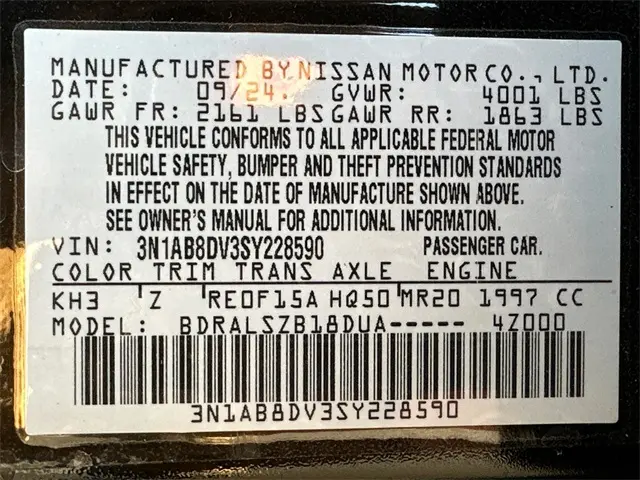 MANUFACTURED BY NISSAN MOTOR CO., LTD.
DATE: 09/24. GVWR: 4001 LBS
GAWR FR: 2161 LBS GAWR RR: 1863 LBS
THIS VEHICLE CONFORMS TO ALL APPLICABLE FEDERAL MOTOR
VEHICLE SAFETY, BUMPER AND THEFT PREVENTION STANDARDS
IN EFFECT ON THE DATE OF MANUFACTURE SHOWN ABOVE.
SEE OWNER'S MANUAL FOR ADDITIONAL INFORMATION.
VIN: 3N1AB8DV3SY228590 PASSENGER CAR.
COLOR TRIM TRANS AXLE ENGINE
KH3 Z RE0F15A HQ50 MR20 1997 CC
MODEL: BDRALSZB18DUA----- 4Z000
3N1AB8DV3SY228590